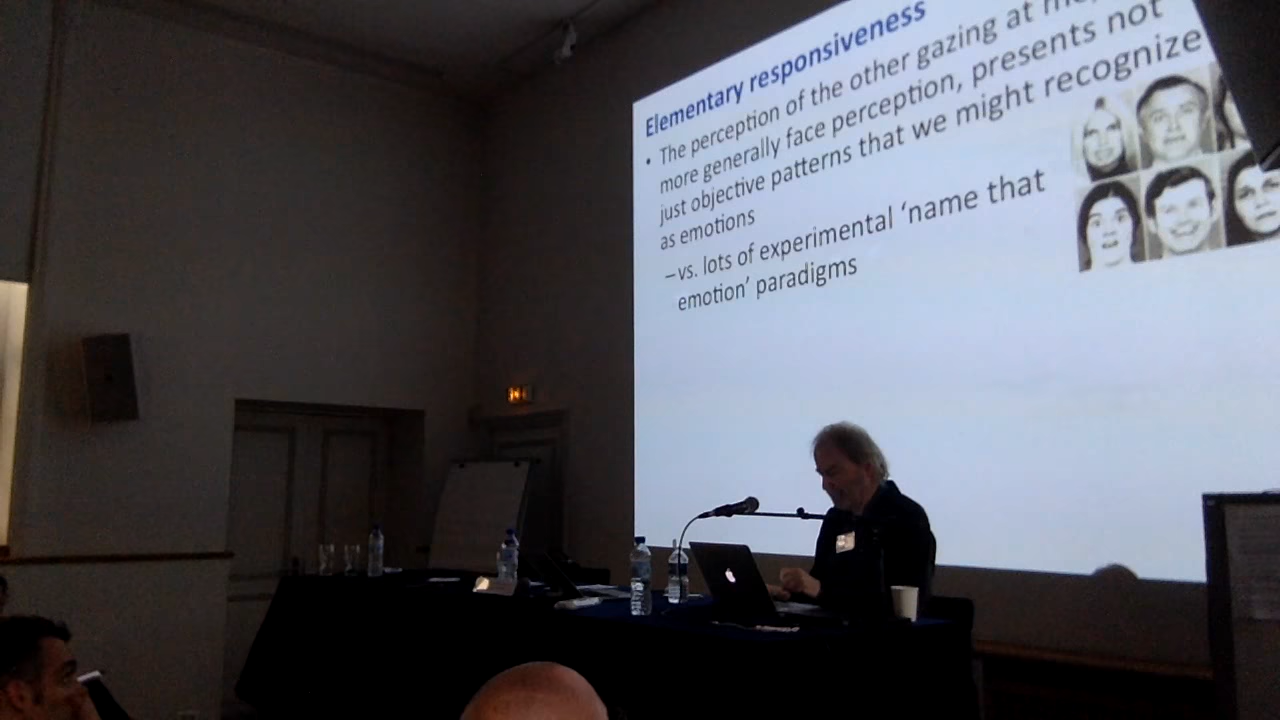 Elementary responsiveness
• The perception of the other gazing at me,
more generally face perception, presents not
just objective patterns that we might recognize
as emotions
–vs. lots of experimental ‘name that
emotion’ paradigms